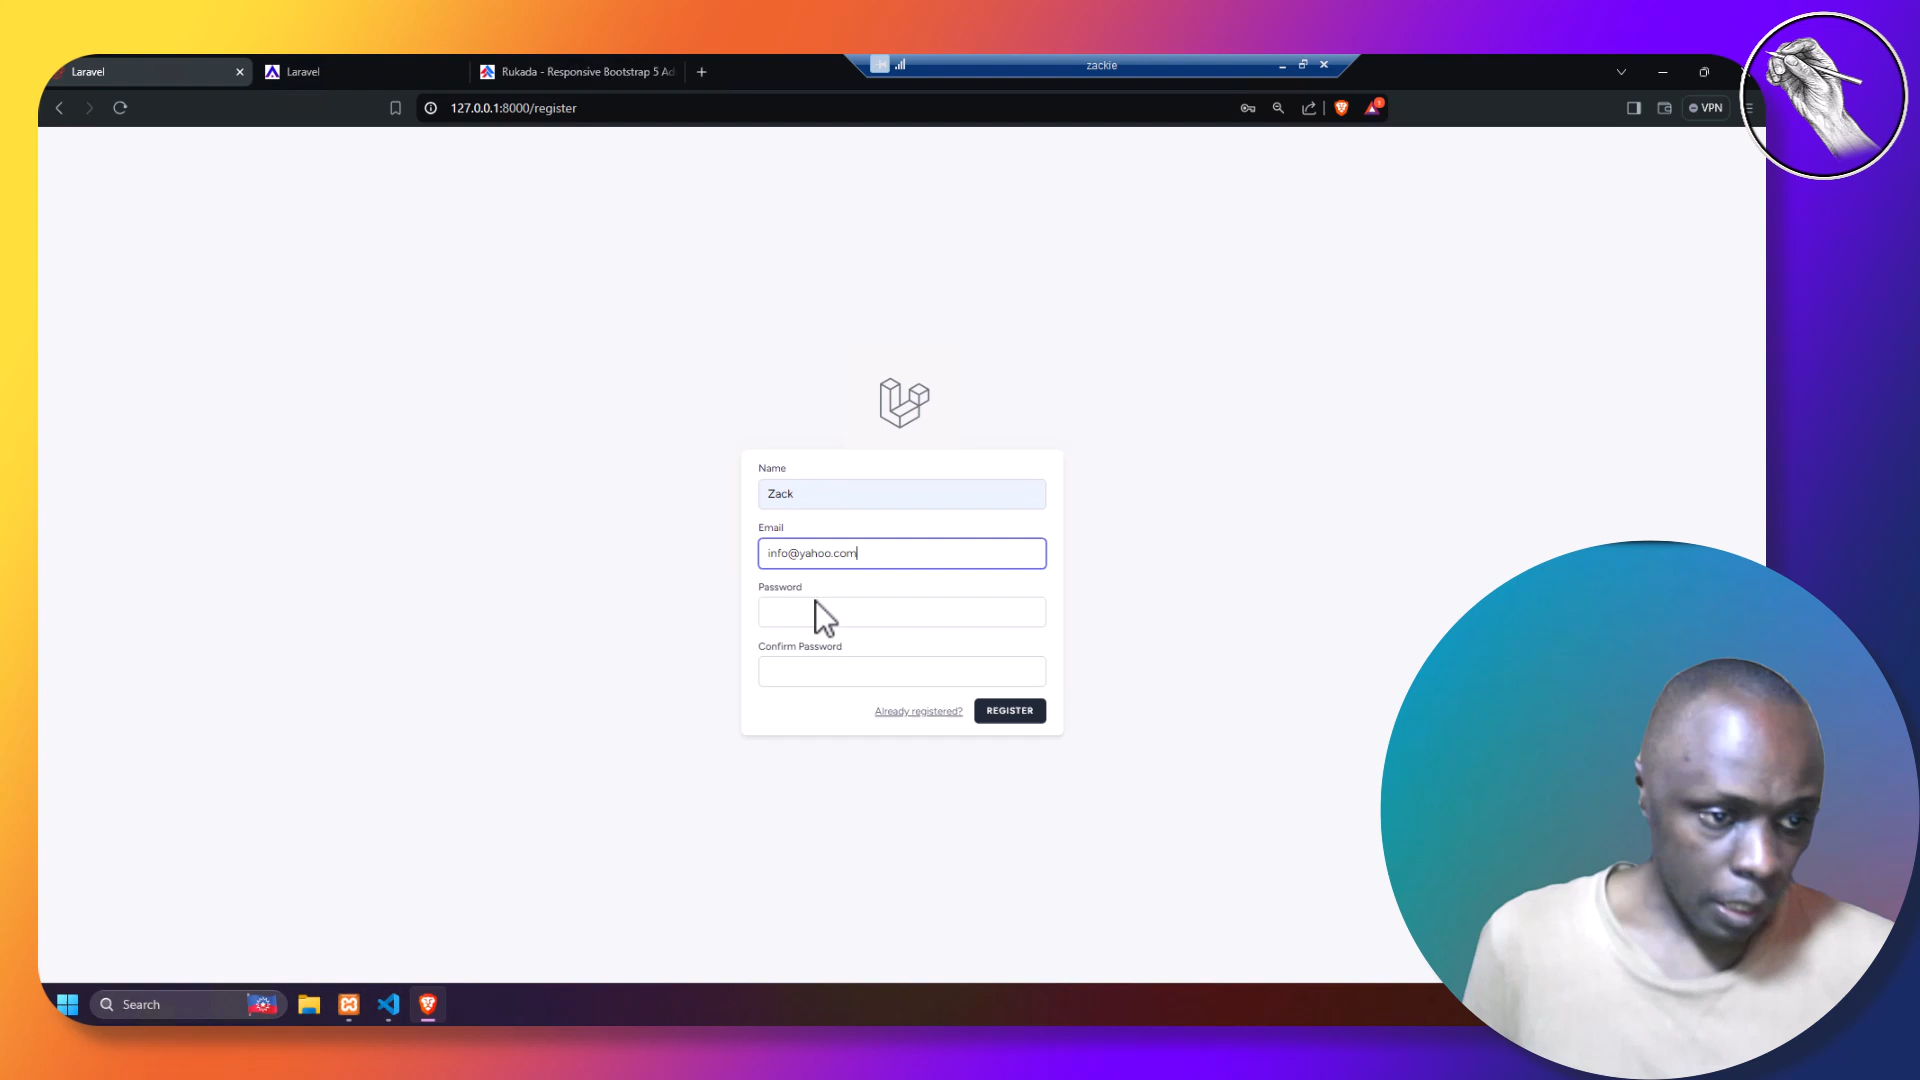 Laravel
Laravel
Rukada - Responsive Bootstrap 5 Ad
zackie
127.0.0.1:8000/register
1
VPN
Name
Zack
Email
info@yahoo.com
Password
Confirm Password
Already registered?
REGISTER
Search